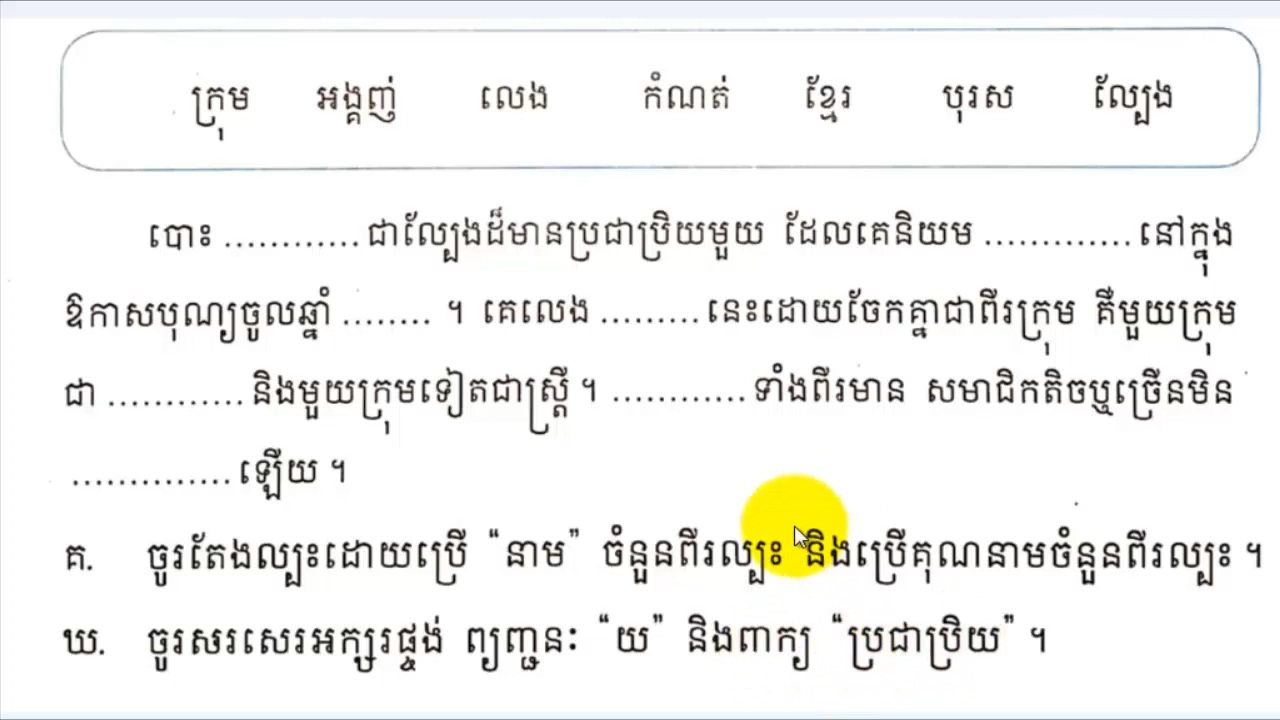 ក្រុម អង្គញ់ លេង កំណត់ ខ្មែរ បុរស ល្បែង
បោះ ............ ជាល្បែងដ៏មានប្រជាប្រិយមួយ ដែលគេនិយម ............. នៅក្នុង
ឱកាសបុណ្យចូលឆ្នាំ ........ ។ គេលេង ......... នេះដោយចែកគ្នាជាពីរក្រុម គឺមួយក្រុម
ជា ............ និងមួយក្រុមទៀតជាស្ត្រី ។ ............ ទាំងពីរមាន សមាជិកតិចឬច្រើនមិន
.............. ឡើយ ។
គ. ចូរតែងល្បះដោយប្រើ “នាម” ចំនួនពីរល្បះ និងប្រើគុណនាមចំនួនពីរល្បះ ។
ឃ. ចូរសរសេរអក្សរផ្ចង់ ព្យញ្ជនៈ “យ” និងពាក្យ “ប្រជាប្រិយ” ។